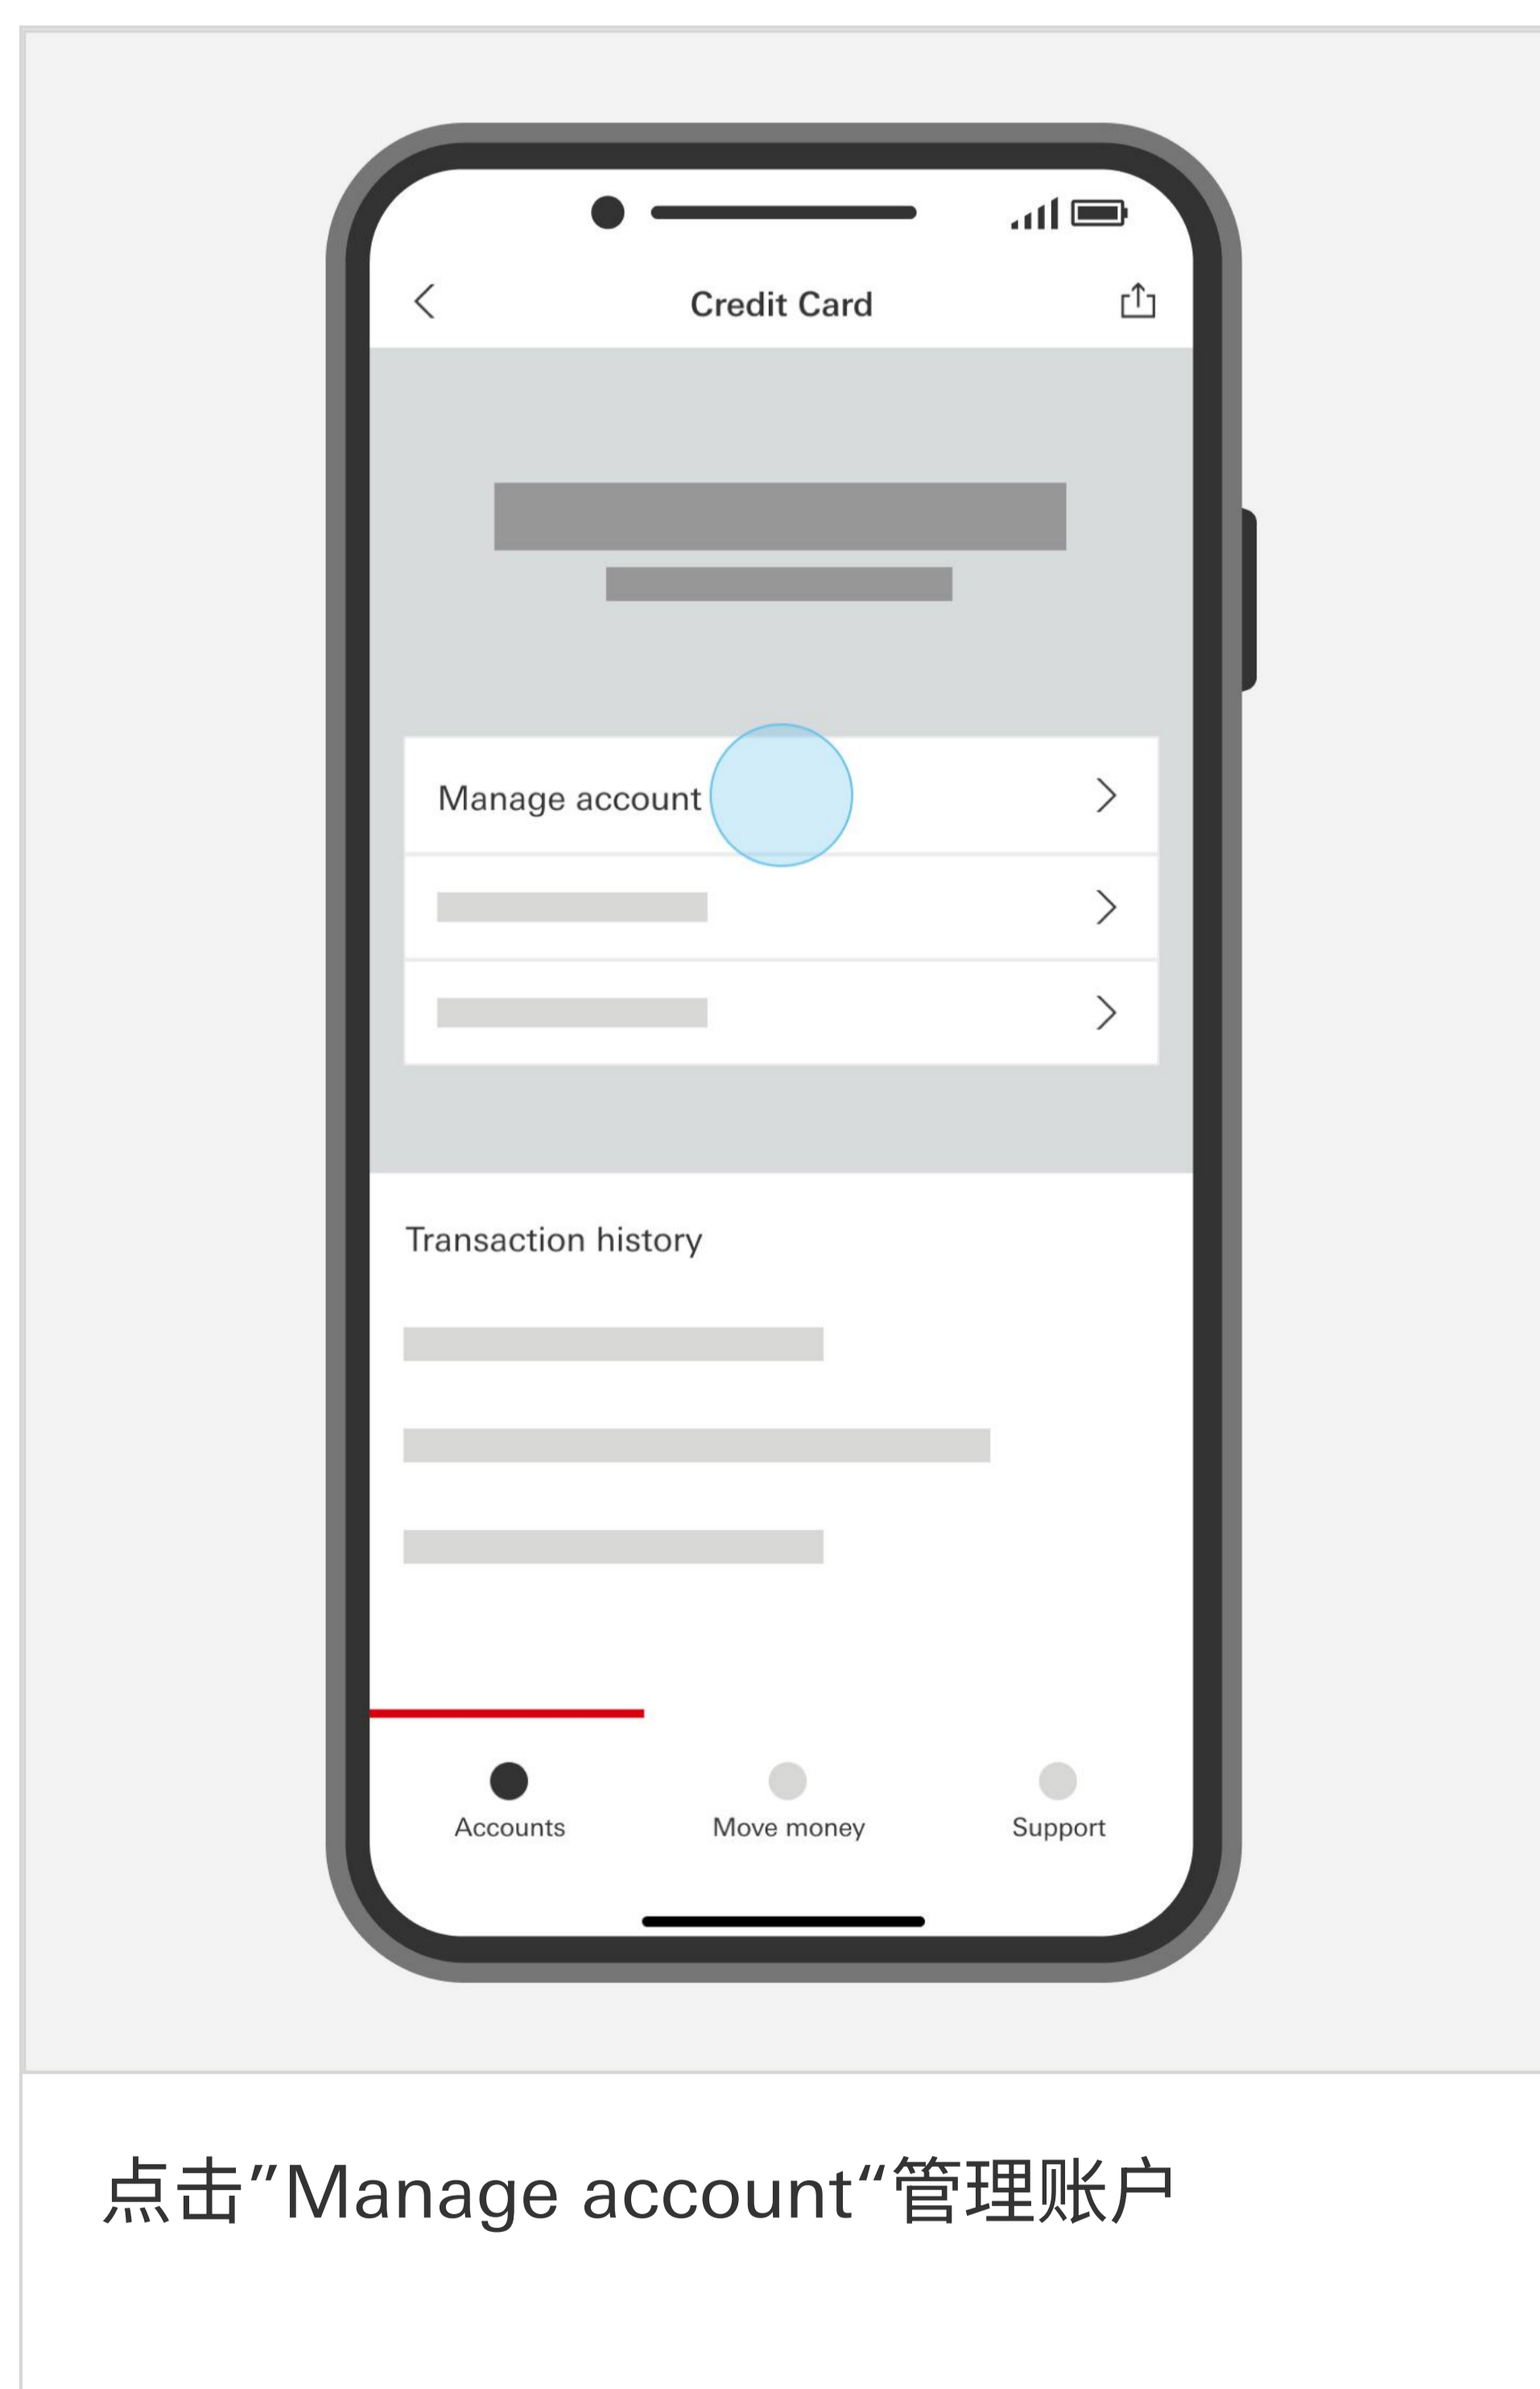 Credit Card
Manage account
Transaction history
Accounts
Move money
Support
点击”Manage account“管理账户